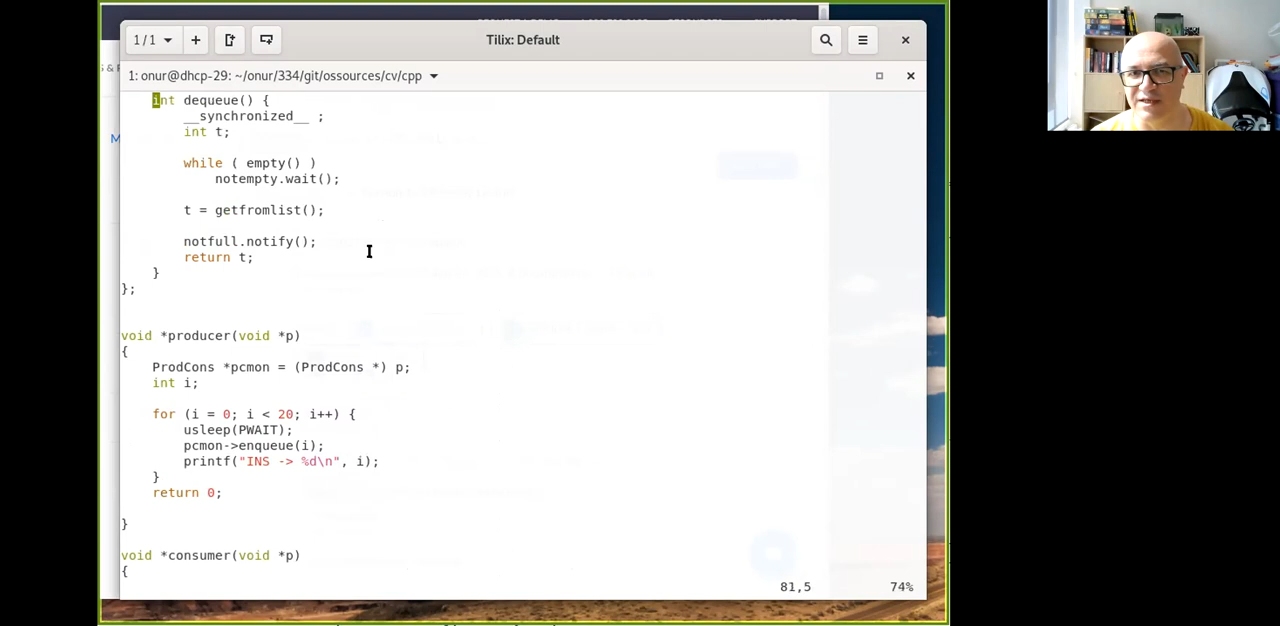 1 / 1
Tilix: Default
1: onur@dhcp-29: ~/onur/334/git/ossources/cv/cpp
int dequeue() {
__synchronized__ ;
int t;
while ( empty() )
notempty.wait();
t = getfromlist();
notfull.notify();
return t;
}
};
void *producer(void *p)
{
ProdCons *pcmon = (ProdCons *) p;
int i;
for (i = 0; i < 20; i++) {
usleep(PWAIT);
pcmon->enqueue(i);
printf("INS -> %d\n", i);
}
return 0;
}
void *consumer(void *p)
{
81,5 74%